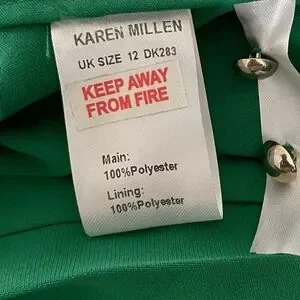 KAREN MILLEN
UK SIZE 12 DK283
KEEP AWAY
FROM FIRE
Main:
100%Polyester
Lining:
100%Polyester